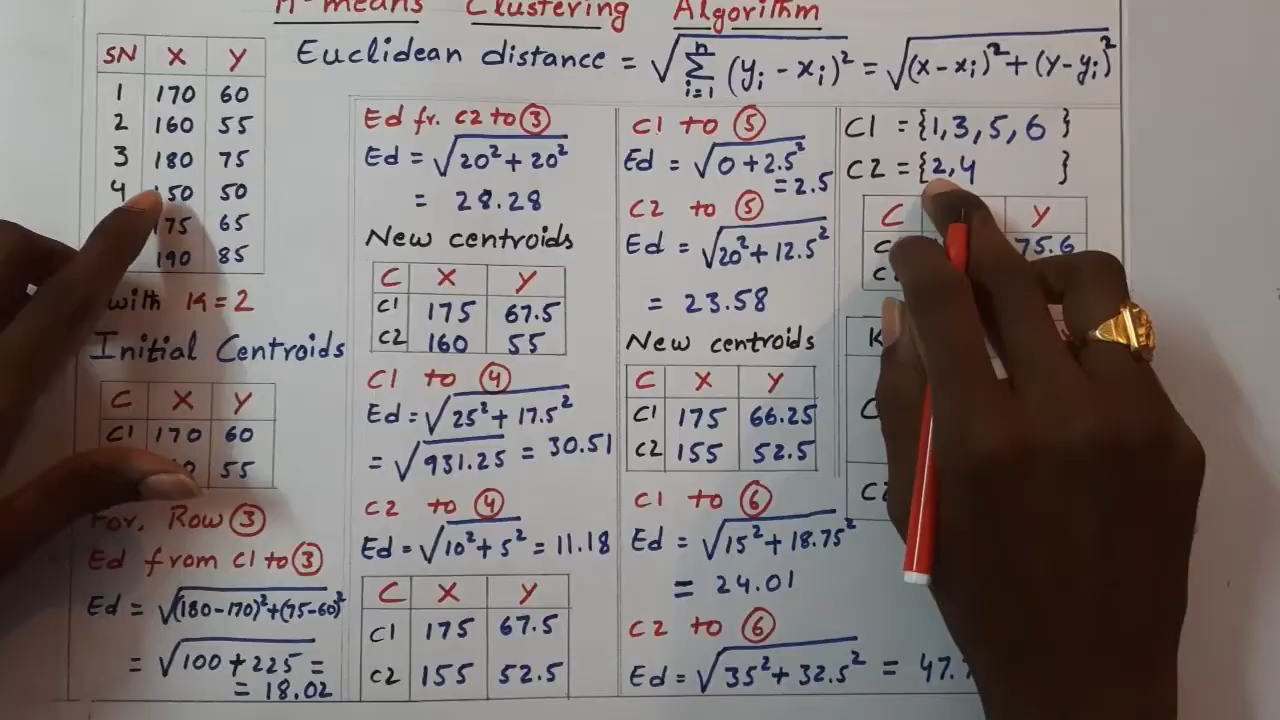 K-means Clustering Algorithm
Euclidean distance = √(∑ i=1 n (yi - xi)²) = √((x-xi)² + (y-yi)²)
SN X Y
1 170 60
2 160 55
3 180 75
4 150 50
175 65
190 85
with K=2
Initial Centroids
C X Y
C1 170 60
55
For. Row ③
Ed from C1 to ③
Ed = √((180-170)²+(75-60)²
= √(100+225) =
= 18.02
Ed fr. C2 to ③
Ed = √(20²+20²)
= 28.28
New centroids
C X Y
C1 175 67.5
C2 160 55
C1 to ④
Ed = √(25²+17.5²)
= √931.25 = 30.51
C2 to ④
Ed = √(10²+5²) = 11.18
C X Y
C1 175 67.5
C2 155 52.5
C1 to ⑤
Ed = √(0+2.5²)
= 2.5
C2 to ⑤
Ed = √(20²+12.5²)
= 23.58
New centroids
C X Y
C1 175 66.25
C2 155 52.5
C1 to ⑥
Ed = √(15²+18.75²)
= 24.01
C2 to ⑥
Ed = √(35²+32.5²) = 47.
C1 = {1,3,5,6 }
C2 = {2,4 }
C Y
75.6